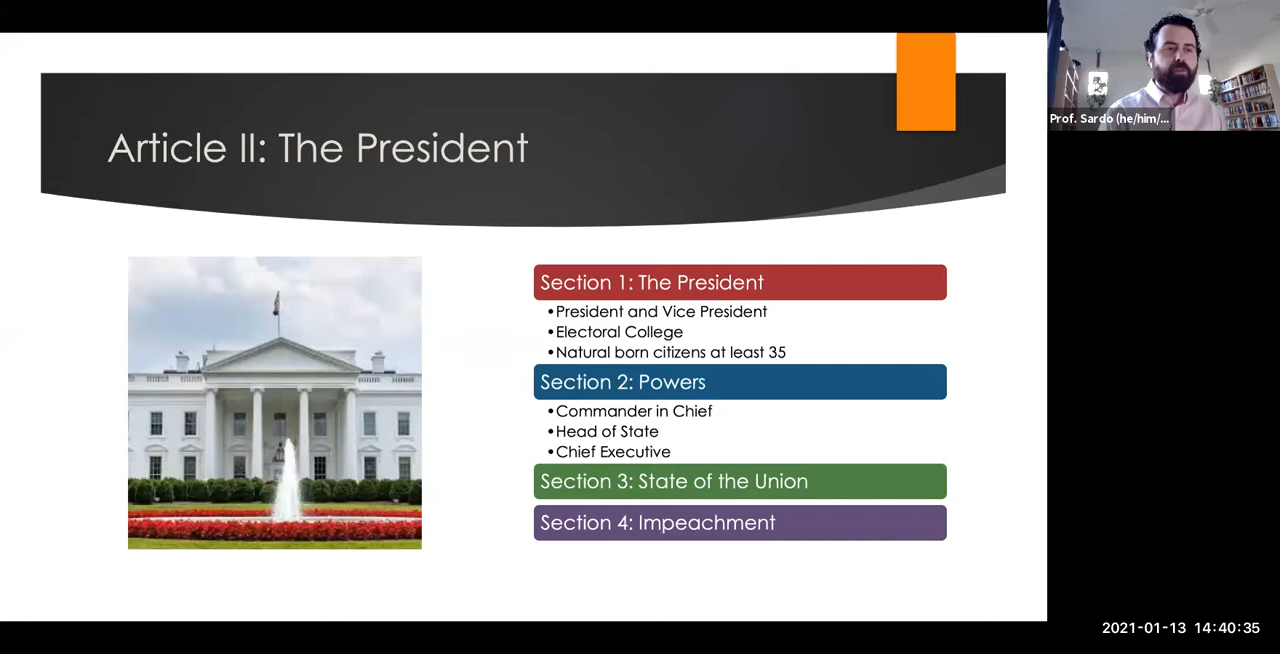 Article II: The President
Section 1: The President
•President and Vice President
•Electoral College
•Natural born citizens at least 35
Section 2: Powers
•Commander in Chief
•Head of State
•Chief Executive
Section 3: State of the Union
Section 4: Impeachment
Prof. Sardo (he/him/...
2021-01-13 14:40:35